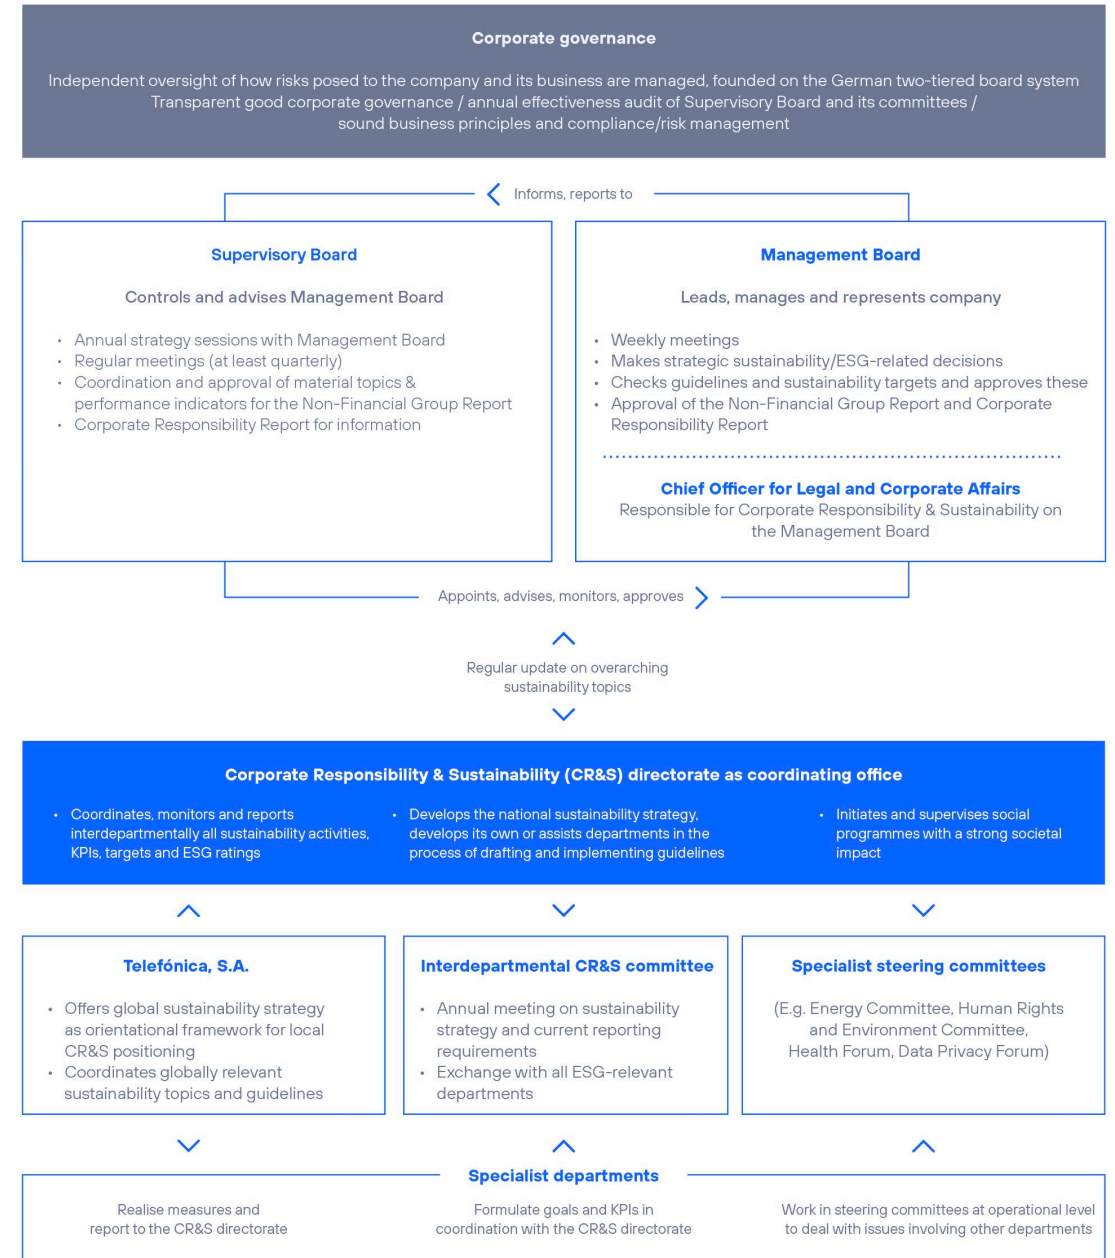 Corporate governance
Independent oversight of how risks posed to the company and its business are managed, founded on the German two-tiered board system
Transparent good corporate governance / annual effectiveness audit of Supervisory Board and its committees /
sound business principles and compliance/risk management
Informs, reports to
Supervisory Board
Controls and advises Management Board
• Annual strategy sessions with Management Board
• Regular meetings (at least quarterly)
• Coordination and approval of material topics &
performance indicators for the Non-Financial Group Report
• Corporate Responsibility Report for information
Management Board
Leads, manages and represents company
• Weekly meetings
• Makes strategic sustainability/ESG-related decisions
• Checks guidelines and sustainability targets and approves these
• Approval of the Non-Financial Group Report and Corporate
Responsibility Report
Chief Officer for Legal and Corporate Affairs
Responsible for Corporate Responsibility & Sustainability on
the Management Board
Appoints, advises, monitors, approves
Regular update on overarching
sustainability topics
Corporate Responsibility & Sustainability (CR&S) directorate as coordinating office
• Coordinates, monitors and reports
interdepartmentally all sustainability activities,
KPIs, targets and ESG ratings
• Develops the national sustainability strategy,
develops its own or assists departments in the
process of drafting and implementing guidelines
• Initiates and supervises social
programmes with a strong societal
impact
Telefónica, S.A.
• Offers global sustainability strategy
as orientational framework for local
CR&S positioning
• Coordinates globally relevant
sustainability topics and guidelines
Interdepartmental CR&S committee
• Annual meeting on sustainability
strategy and current reporting
requirements
• Exchange with all ESG-relevant
departments
Specialist steering committees
(E.g. Energy Committee, Human Rights
and Environment Committee,
Health Forum, Data Privacy Forum)
Specialist departments
Realise measures and
report to the CR&S directorate
Formulate goals and KPIs in
coordination with the CR&S directorate
Work in steering committees at operational level
to deal with issues involving other departments